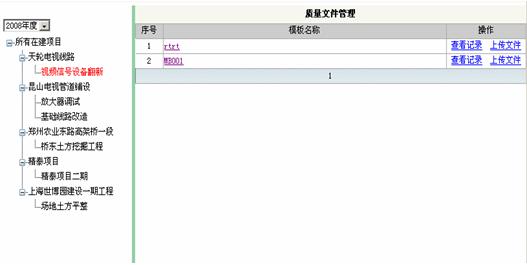 2008年度
所有在建项目
天轮电视线路
视频信号设备翻新
昆山电视管道铺设
放大器调试
基础线路改造
郑州农业东路高架桥一段
桥东土方挖掘工程
精泰项目
精泰项目二期
上海世博园建设一期工程
场地土方平整
质量文件管理
序号 模板名称 操作
1 rtrt 查看记录 上传文件
2 MB001 查看记录 上传文件
1